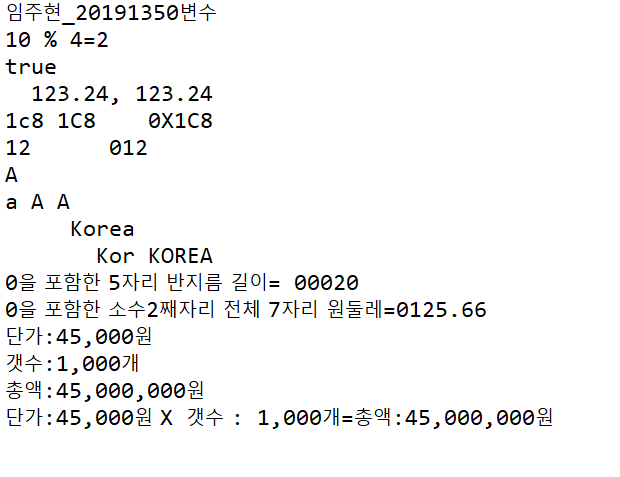 임주현_20191350변수
10 % 4=2
true
  123.24, 123.24
1c8 1C8    0X1C8
12      012
A
a A A
     Korea
       Kor KOREA
0을 포함한 5자리 반지름 길이= 00020
0을 포함한 소수2째자리 전체 7자리 원둘레=0125.66
단가:45,000원
갯수:1,000개
총액:45,000,000원
단가:45,000원 X 갯수 : 1,000개=총액:45,000,000원